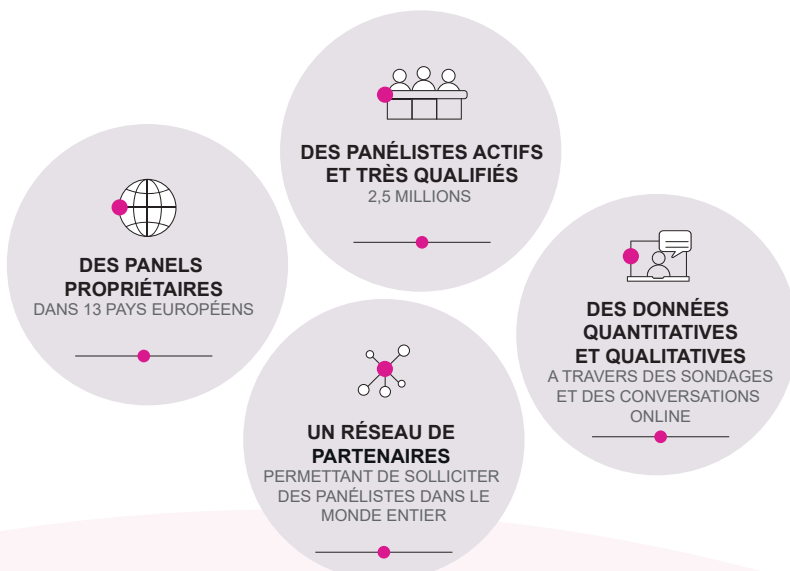 DES PANÉLISTES ACTIFS
ET TRÈS QUALIFIÉS
2,5 MILLIONS
DES PANELS
PROPRIÉTAIRES
DANS 13 PAYS EUROPÉENS
DES DONNÉES
QUANTITATIVES
ET QUALITATIVES
A TRAVERS DES SONDAGES
ET DES CONVERSATIONS
ONLINE
UN RÉSEAU DE
PARTENAIRES
PERMETTANT DE SOLLICITER
DES PANÉLISTES DANS LE
MONDE ENTIER